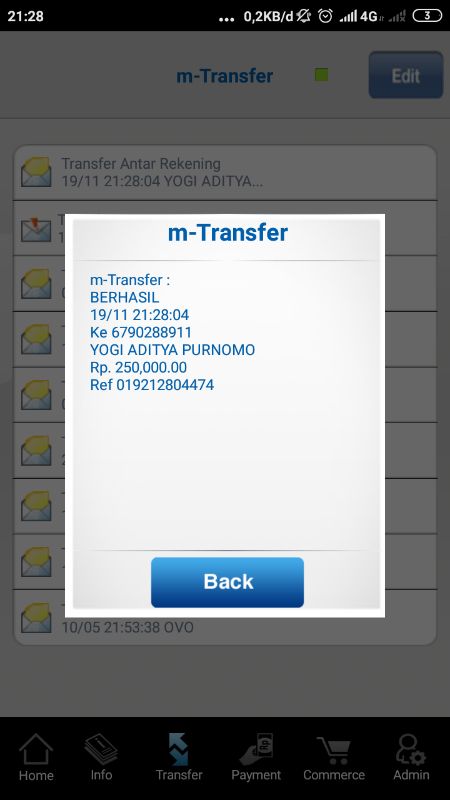 21:28
... 0,2KB/d 4G 3
m-Transfer
Edit
Transfer Antar Rekening
19/11 21:28:04 YOGI ADITYA...
m-Transfer
m-Transfer :
BERHASIL
19/11 21:28:04
Ke 6790288911
YOGI ADITYA PURNOMO
Rp. 250,000.00
Ref 019212804474
Back
10/05 21:53:38 OVO
Home Info Transfer Payment Commerce Admin